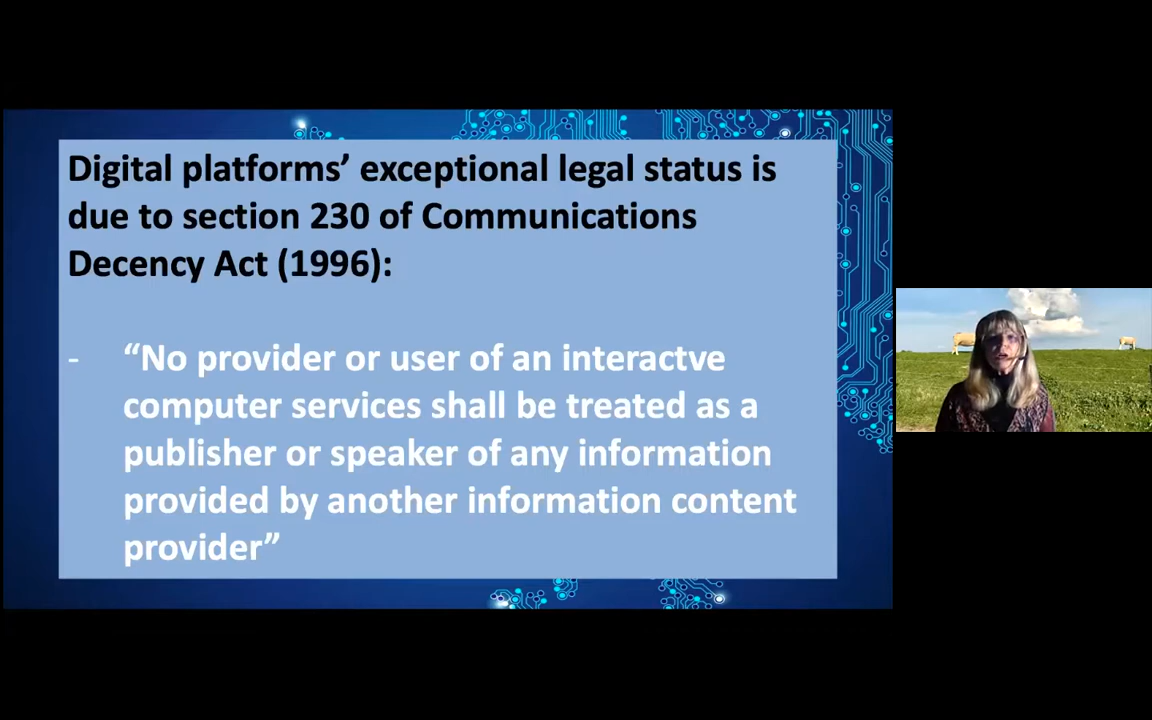 Digital platforms’ exceptional legal status is
due to section 230 of Communications
Decency Act (1996):
- “No provider or user of an interactve
computer services shall be treated as a
publisher or speaker of any information
provided by another information content
provider”